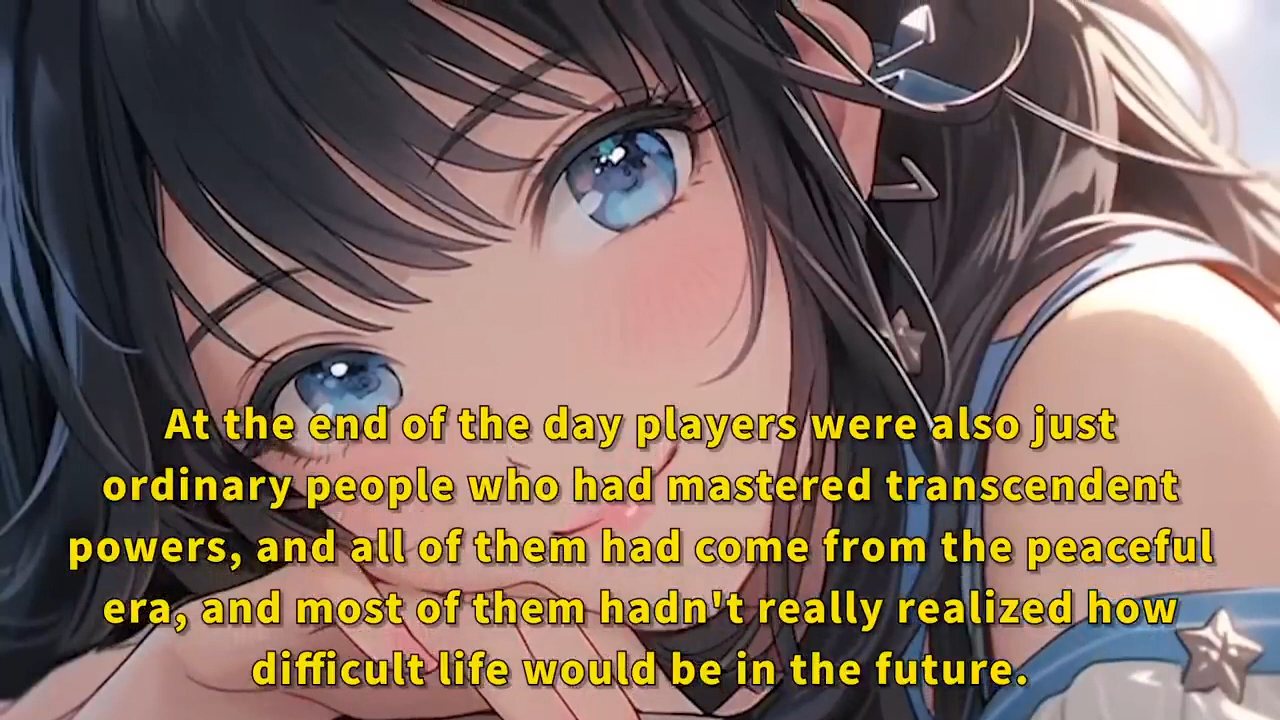 At the end of the day players were also just
ordinary people who had mastered transcendent
powers, and all of them had come from the peaceful
era, and most of them hadn't really realized how
difficult life would be in the future.